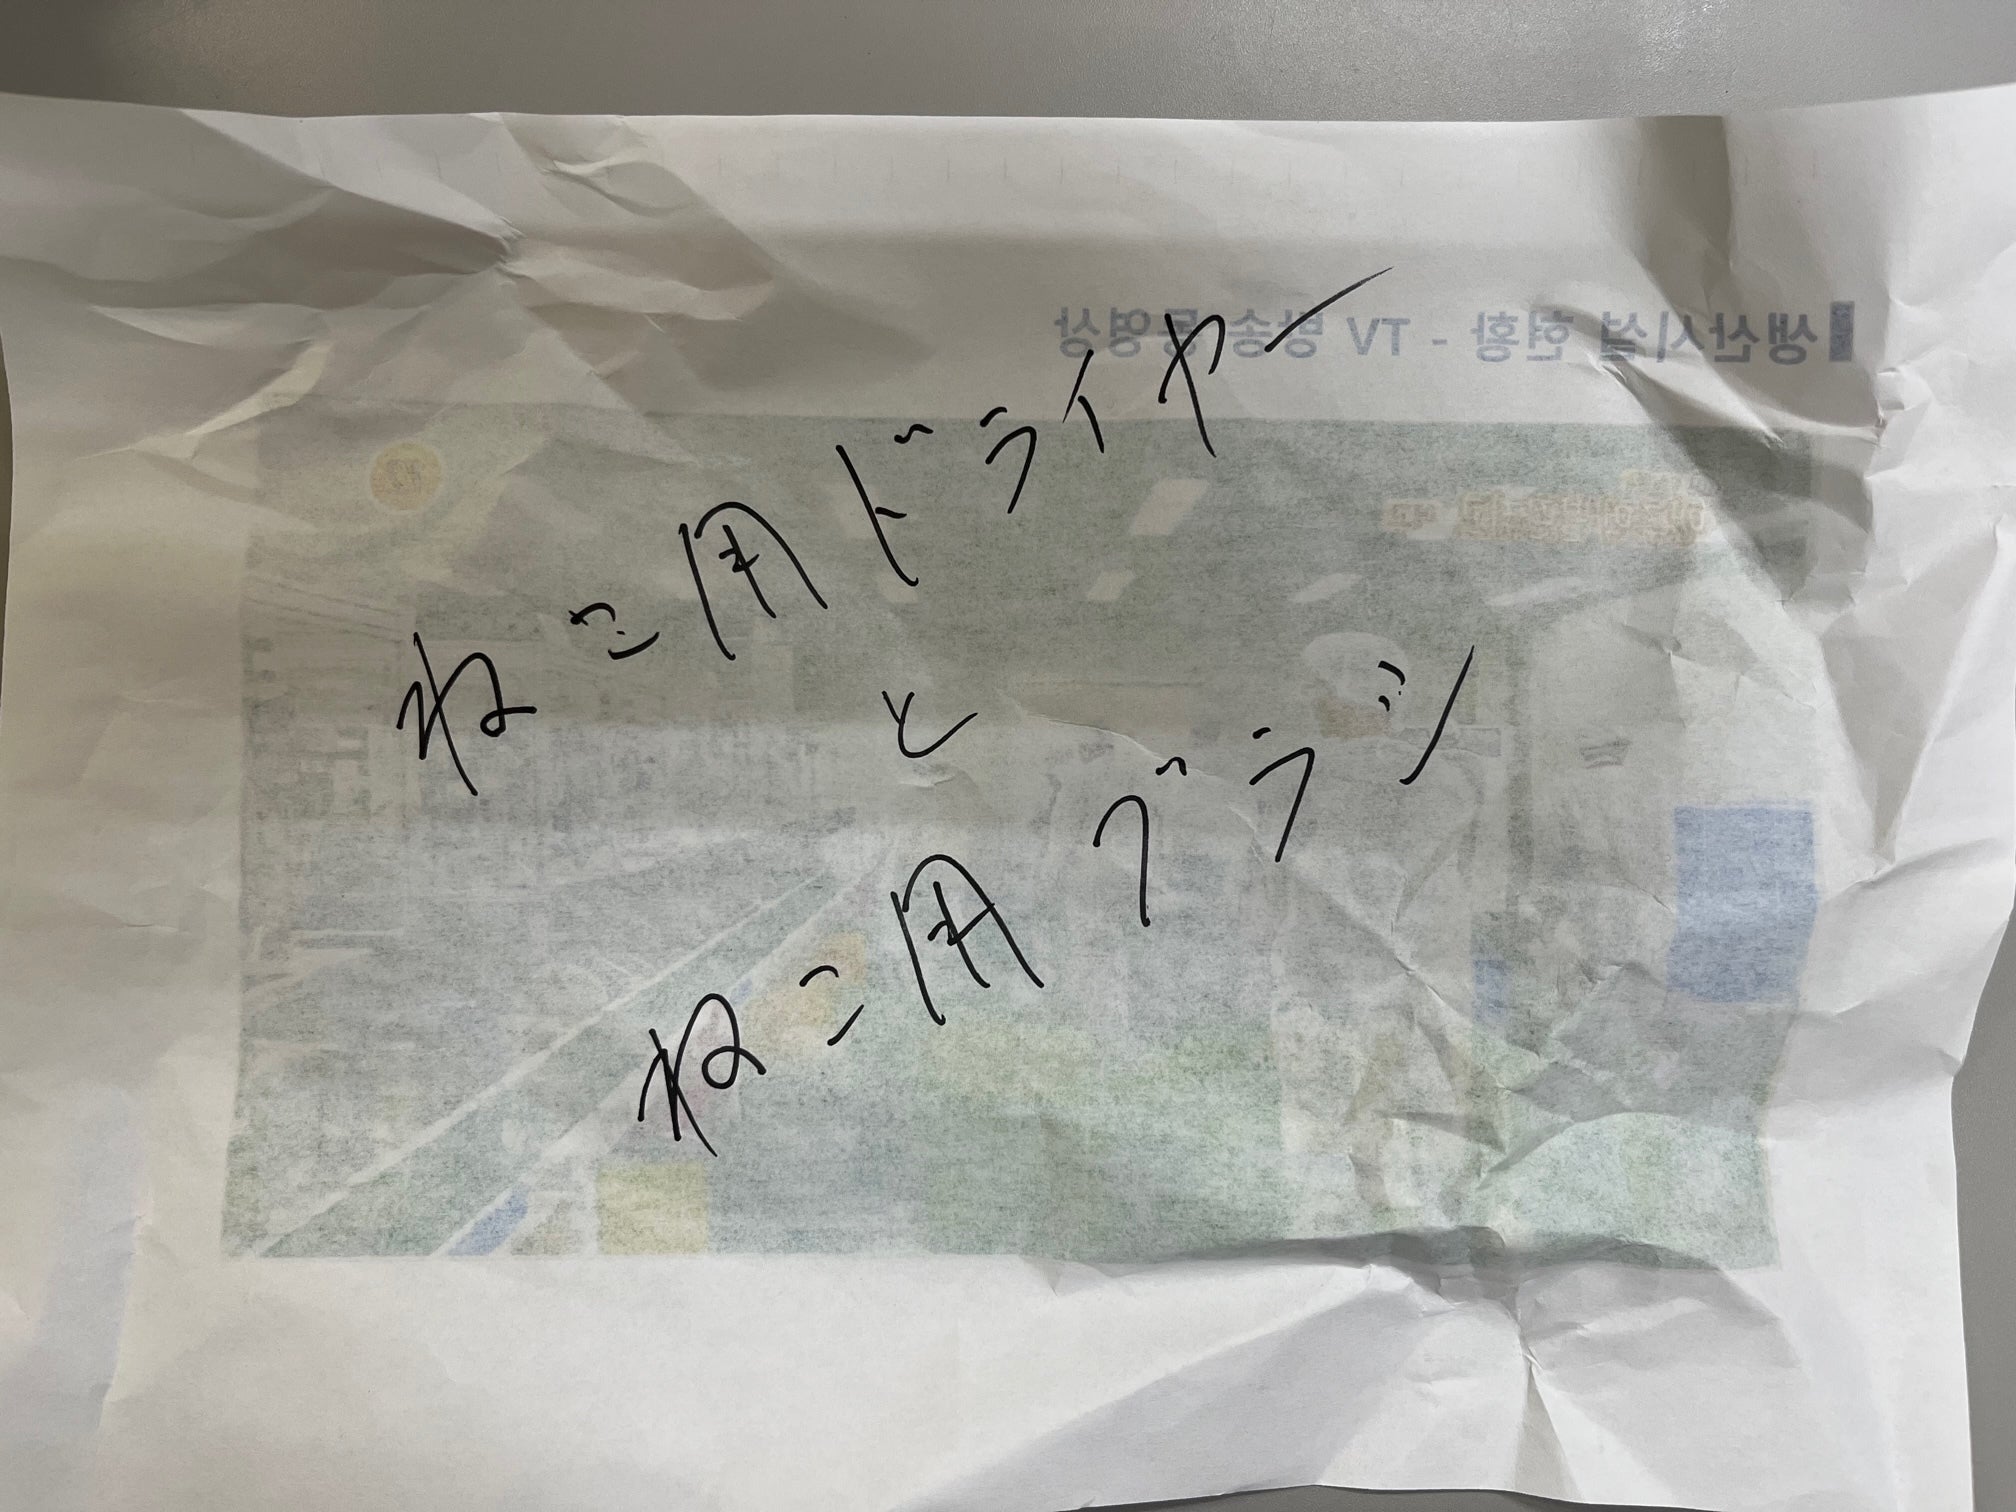 생산시설 현황 - TV 방송 동영상
ねこ用ドライヤー
と
ねこ用ブラシ